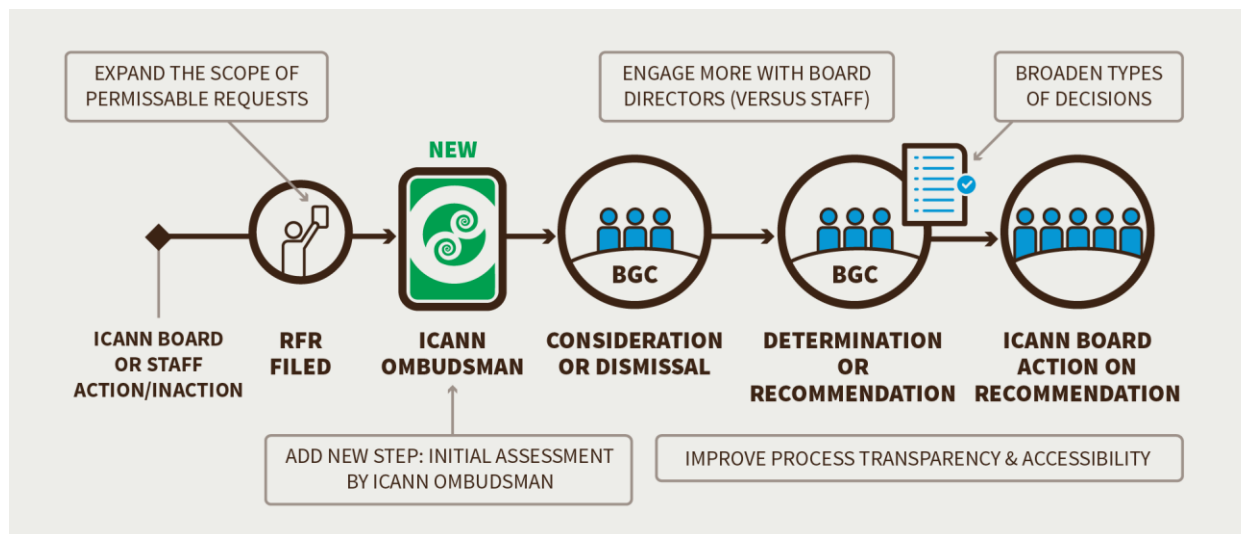 EXPAND THE SCOPE OF
PERMISSABLE REQUESTS
ENGAGE MORE WITH BOARD
DIRECTORS (VERSUS STAFF)
BROADEN TYPES
OF DECISIONS
NEW
BGC
BGC
ICANN BOARD
OR STAFF
ACTION/INACTION
RFR
FILED
ICANN
OMBUDSMAN
CONSIDERATION
OR DISMISSAL
DETERMINATION
OR
RECOMMENDATION
ICANN BOARD
ACTION ON
RECOMMENDATION
ADD NEW STEP: INITIAL ASSESSMENT
BY ICANN OMBUDSMAN
IMPROVE PROCESS TRANSPARENCY & ACCESSIBILITY